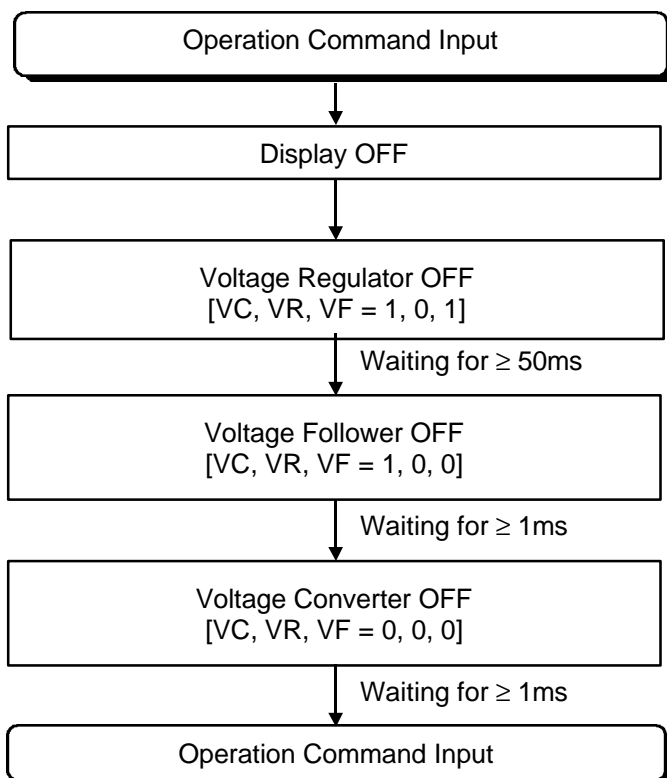 Operation Command Input
Display OFF
Voltage Regulator OFF
[VC, VR, VF = 1, 0, 1]
Waiting for ≥ 50ms
Voltage Follower OFF
[VC, VR, VF = 1, 0, 0]
Waiting for ≥ 1ms
Voltage Converter OFF
[VC, VR, VF = 0, 0, 0]
Waiting for ≥ 1ms
Operation Command Input